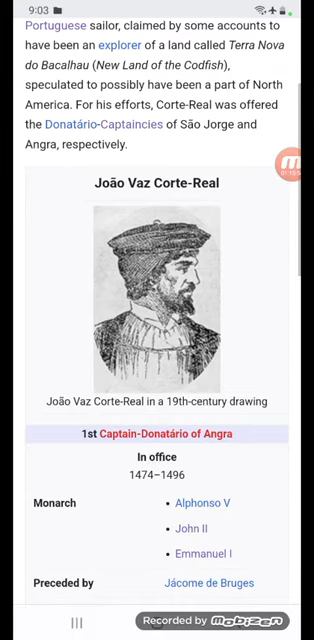 9:03
Portuguese sailor, claimed by some accounts to
have been an explorer of a land called Terra Nova
do Bacalhau (New Land of the Codfish),
speculated to possibly have been a part of North
America. For his efforts, Corte-Real was offered
the Donatário-Captaincies of São Jorge and
Angra, respectively.
João Vaz Corte-Real
João Vaz Corte-Real in a 19th-century drawing
1st Captain-Donatário of Angra
In office
1474–1496
Monarch
• Alphonso V
• John II
• Emmanuel I
Preceded by
Jácome de Bruges
Recorded by mobizen